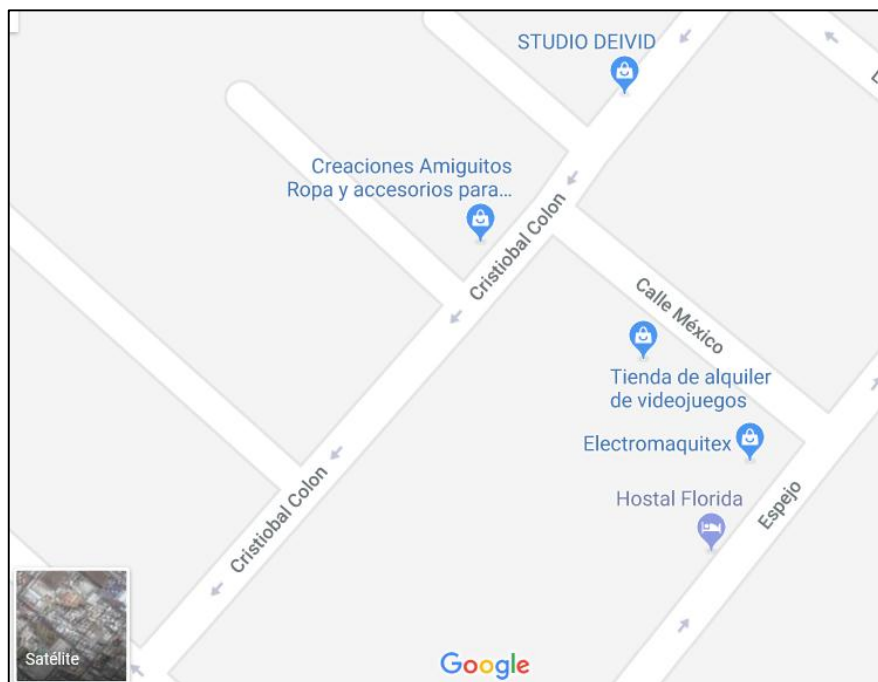 STUDIO DEIVID
Creaciones Amiguitos
Ropa y accesorios para...
Cristiobal Colon
Calle México
Tienda de alquiler
de videojuegos
Electromaquitex
Hostal Florida
Espejo
Cristiobal Colon
Satélite
Google